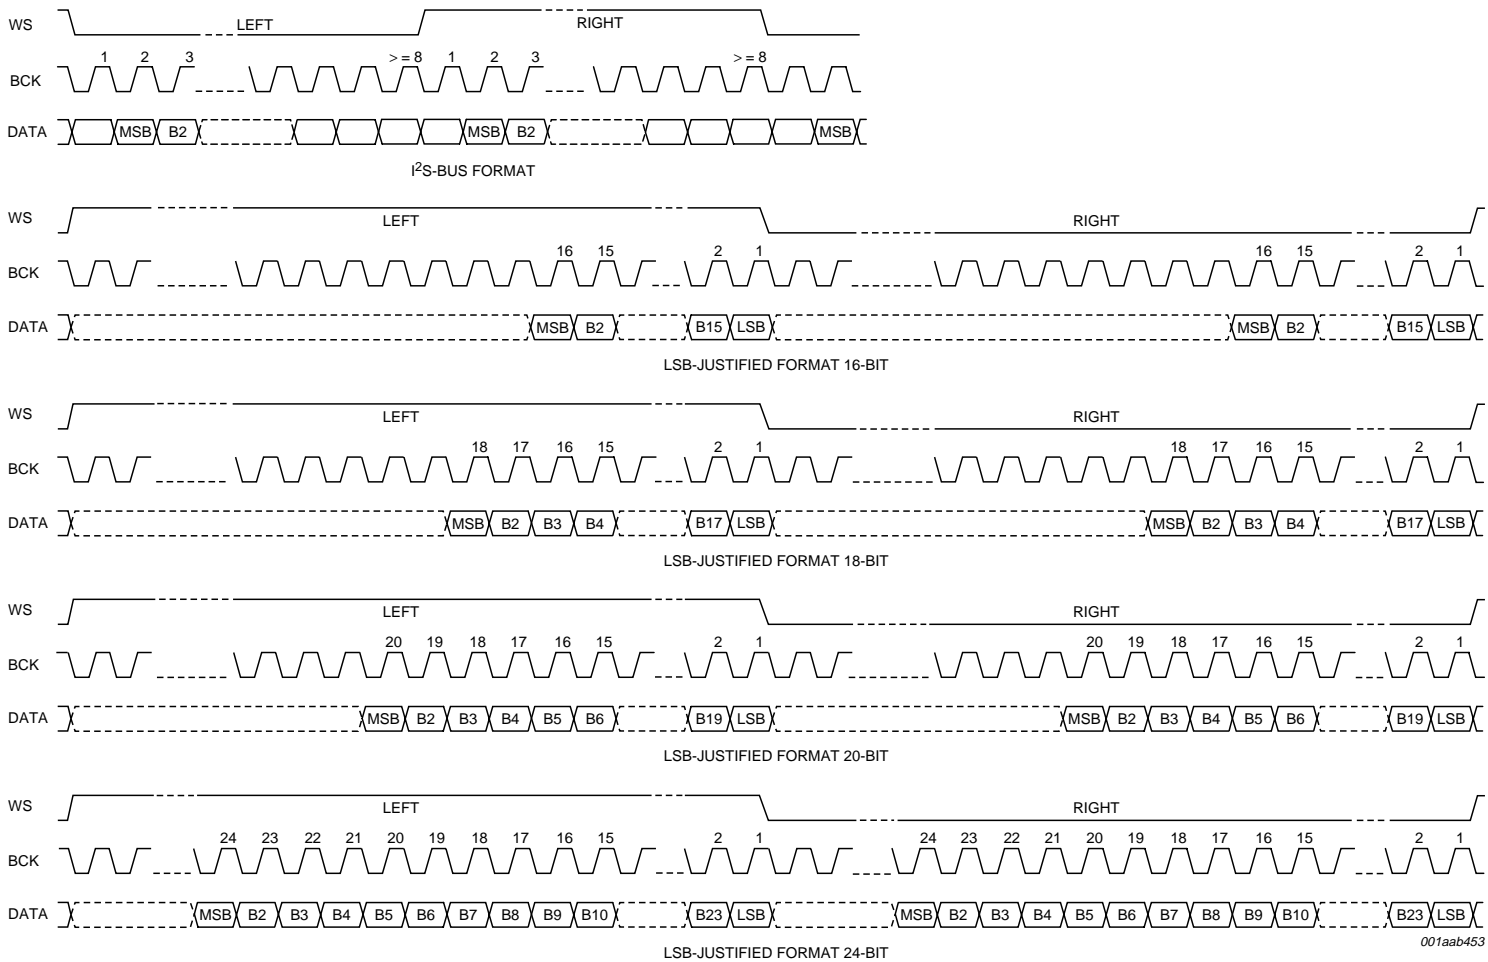 WS LEFT RIGHT
BCK 1 2 3 > = 8 1 2 3 > = 8
DATA MSB B2 MSB B2 MSB
I2S-BUS FORMAT
WS LEFT RIGHT
BCK 16 15 2 1 16 15 2 1
DATA MSB B2 B15 LSB MSB B2 B15 LSB
LSB-JUSTIFIED FORMAT 16-BIT
WS LEFT RIGHT
BCK 18 17 16 15 2 1 18 17 16 15 2 1
DATA MSB B2 B3 B4 B17 LSB MSB B2 B3 B4 B17 LSB
LSB-JUSTIFIED FORMAT 18-BIT
WS LEFT RIGHT
BCK 20 19 18 17 16 15 2 1 20 19 18 17 16 15 2 1
DATA MSB B2 B3 B4 B5 B6 B19 LSB MSB B2 B3 B4 B5 B6 B19 LSB
LSB-JUSTIFIED FORMAT 20-BIT
WS LEFT RIGHT
BCK 24 23 22 21 20 19 18 17 16 15 2 1 24 23 22 21 20 19 18 17 16 15 2 1
DATA MSB B2 B3 B4 B5 B6 B7 B8 B9 B10 B23 LSB MSB B2 B3 B4 B5 B6 B7 B8 B9 B10 B23 LSB
LSB-JUSTIFIED FORMAT 24-BIT
001aab453